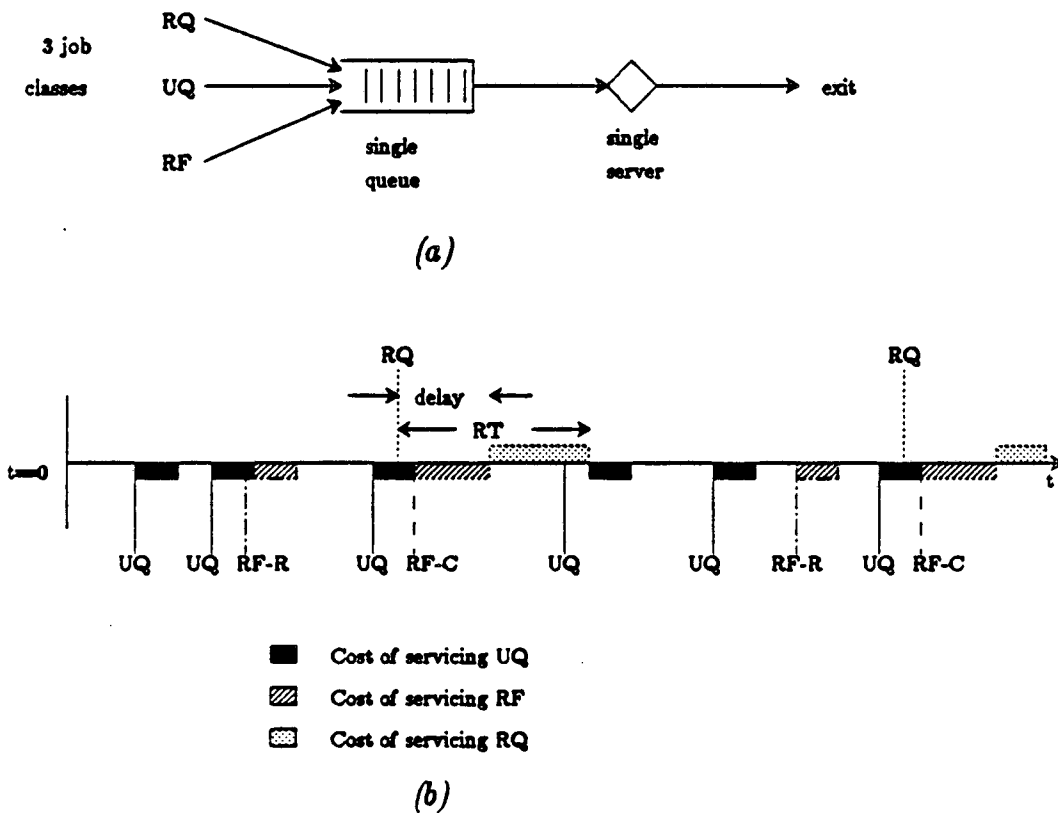 RQ
3 job
classes
UQ
exit
RF
single
queue
single
server
(a)
RQ
RQ
delay
RT
t=0
t
UQ
UQ
RF-R
UQ
RF-C
UQ
UQ
RF-R
UQ
RF-C
Cost of servicing UQ
Cost of servicing RF
Cost of servicing RQ
(b)